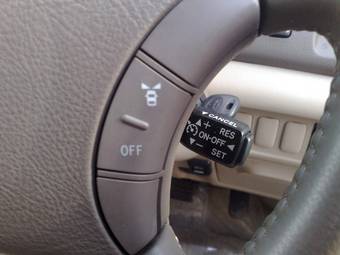 OFF
CANCEL
+ RES
ON-OFF
- SET